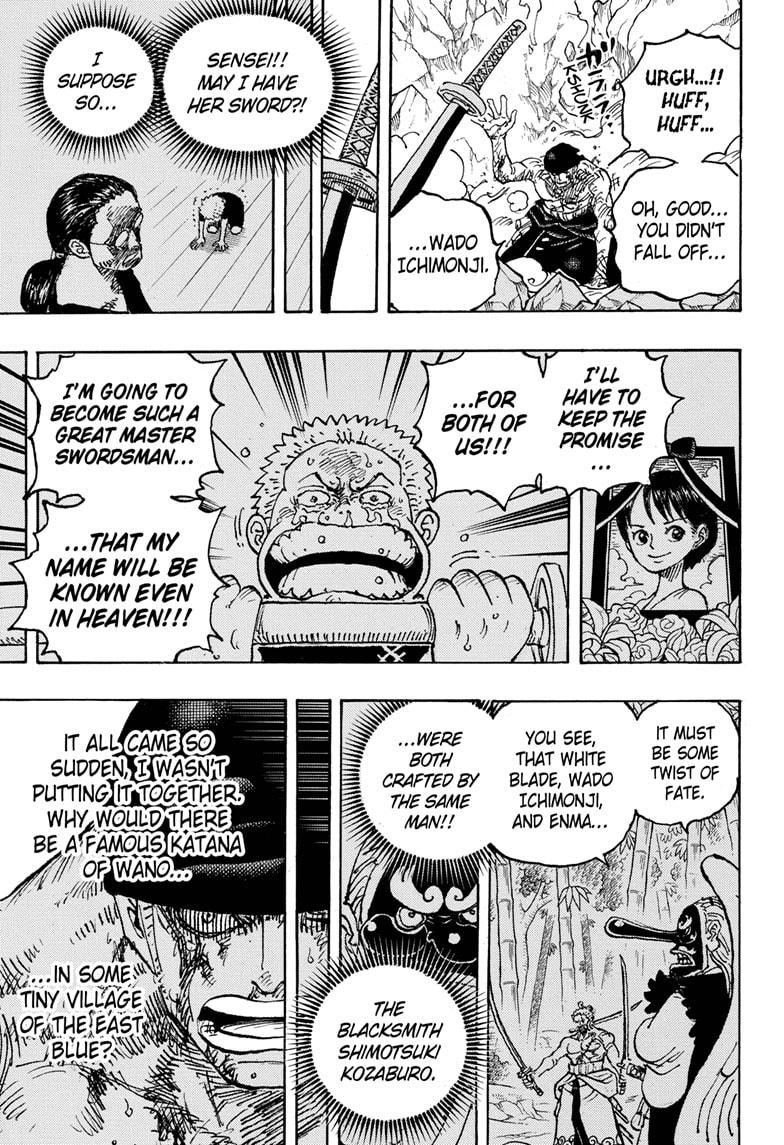 URGH...!!
HUFF,
HUFF...
KSHUNK
OH, GOOD...
YOU DIDN'T
FALL OFF...
...WADO
ICHIMONJI.
SENSEI!!
MAY I HAVE
HER SWORD?!
I
SUPPOSE
SO...
I'LL
HAVE TO
KEEP THE
PROMISE
...
...FOR
BOTH OF
US!!!
I'M GOING TO
BECOME SUCH A
GREAT MASTER
SWORDSMAN...
...THAT MY
NAME WILL BE
KNOWN EVEN
IN HEAVEN!!!
IT MUST
BE SOME
TWIST OF
FATE.
YOU SEE,
THAT WHITE
BLADE, WADO
ICHIMONJI,
AND ENMA...
...WERE
BOTH
CRAFTED BY
THE SAME
MAN!!
THE
BLACKSMITH
SHIMOTSUKI
KOZABURO.
IT ALL CAME SO
SUDDEN, I WASN'T
PUTTING IT TOGETHER.
WHY WOULD THERE
BE A FAMOUS KATANA
OF WANO...
...IN SOME
TINY VILLAGE
OF THE EAST
BLUE?